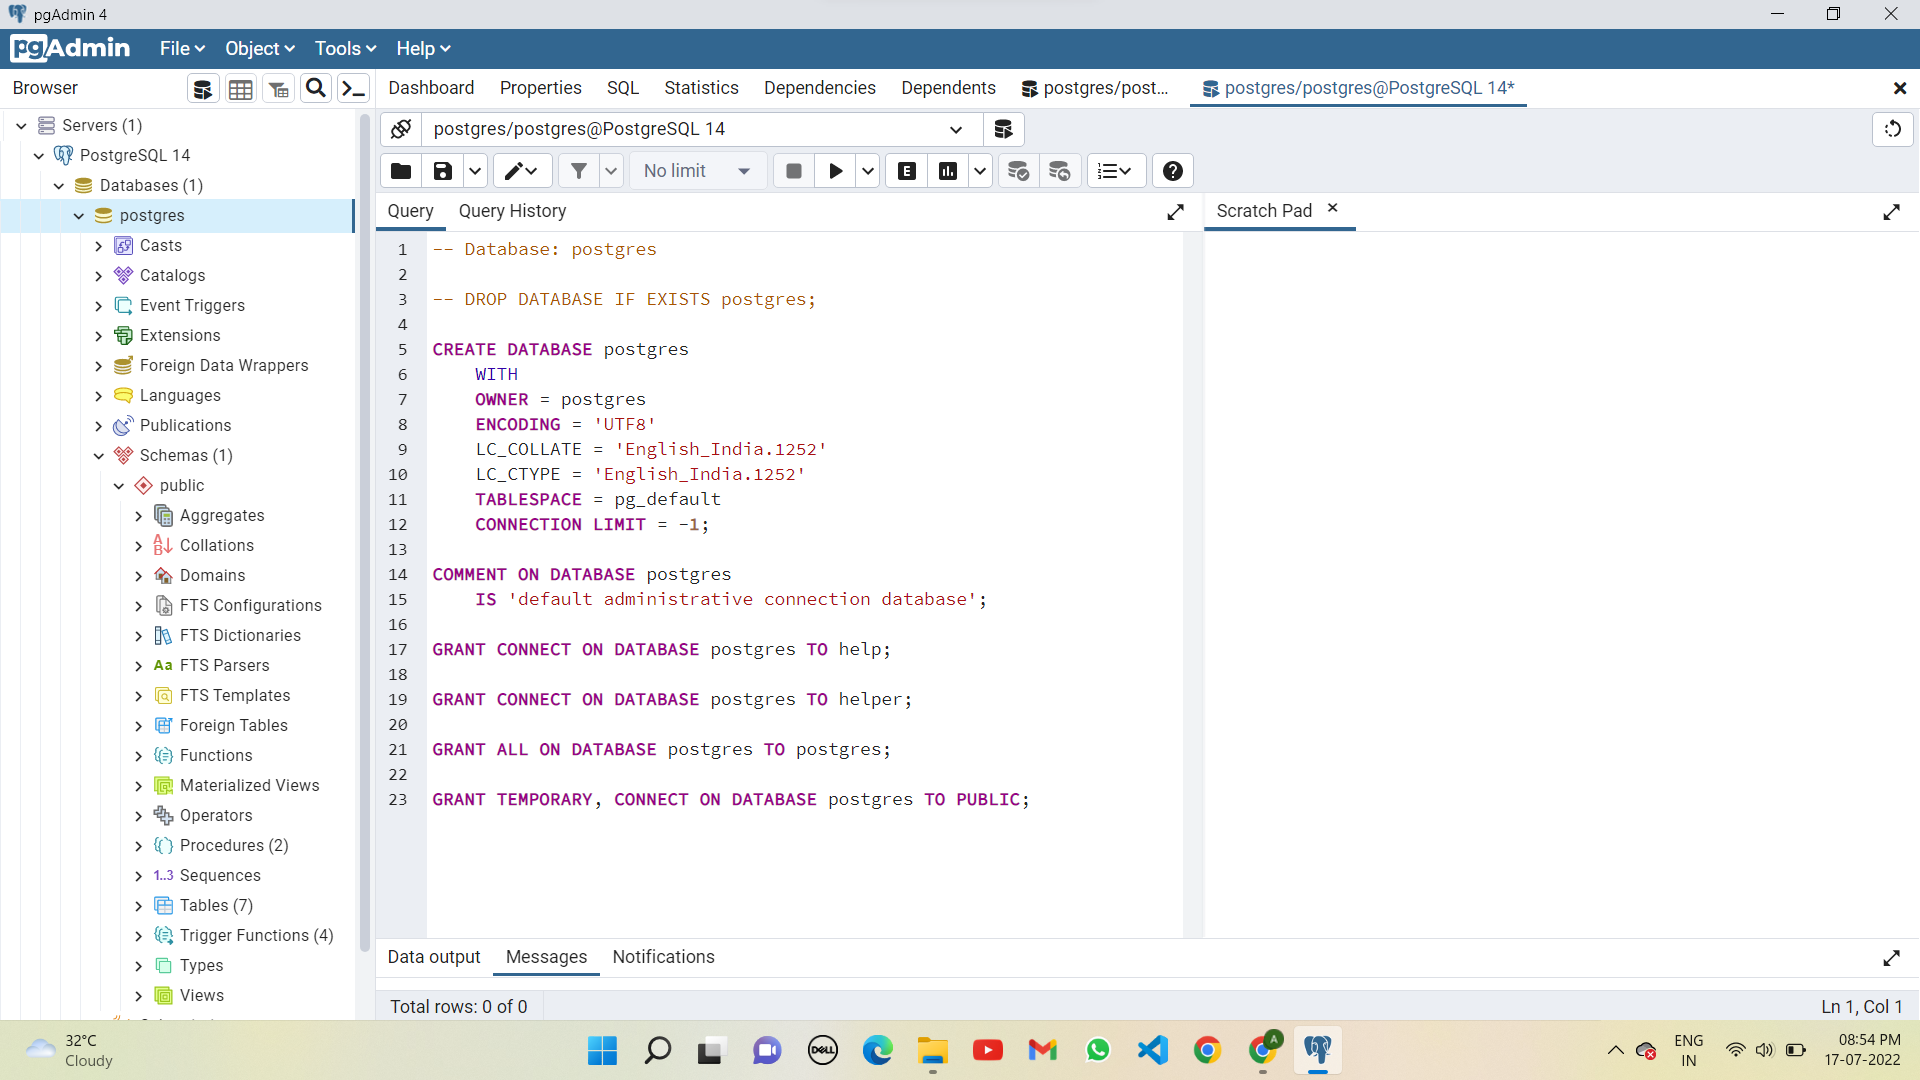 pgAdmin 4
pgAdmin File Object Tools Help
Browser
Dashboard Properties SQL Statistics Dependencies Dependents postgres/post... postgres/postgres@PostgreSQL 14*
Servers (1)
PostgreSQL 14
Databases (1)
postgres
Casts
Catalogs
Event Triggers
Extensions
Foreign Data Wrappers
Languages
Publications
Schemas (1)
public
Aggregates
Collations
Domains
FTS Configurations
FTS Dictionaries
Aa FTS Parsers
FTS Templates
Foreign Tables
Functions
Materialized Views
Operators
Procedures (2)
1..3 Sequences
Tables (7)
Trigger Functions (4)
Types
Views
postgres/postgres@PostgreSQL 14
No limit
E
Query Query History
Scratch Pad
1 -- Database: postgres
2
3 -- DROP DATABASE IF EXISTS postgres;
4
5 CREATE DATABASE postgres
6 WITH
7 OWNER = postgres
8 ENCODING = 'UTF8'
9 LC_COLLATE = 'English_India.1252'
10 LC_CTYPE = 'English_India.1252'
11 TABLESPACE = pg_default
12 CONNECTION LIMIT = -1;
13
14 COMMENT ON DATABASE postgres
15 IS 'default administrative connection database';
16
17 GRANT CONNECT ON DATABASE postgres TO help;
18
19 GRANT CONNECT ON DATABASE postgres TO helper;
20
21 GRANT ALL ON DATABASE postgres TO postgres;
22
23 GRANT TEMPORARY, CONNECT ON DATABASE postgres TO PUBLIC;
Data output Messages Notifications
Total rows: 0 of 0
Ln 1, Col 1
32°C
Cloudy
DELL
A
ENG
IN
08:54 PM
17-07-2022